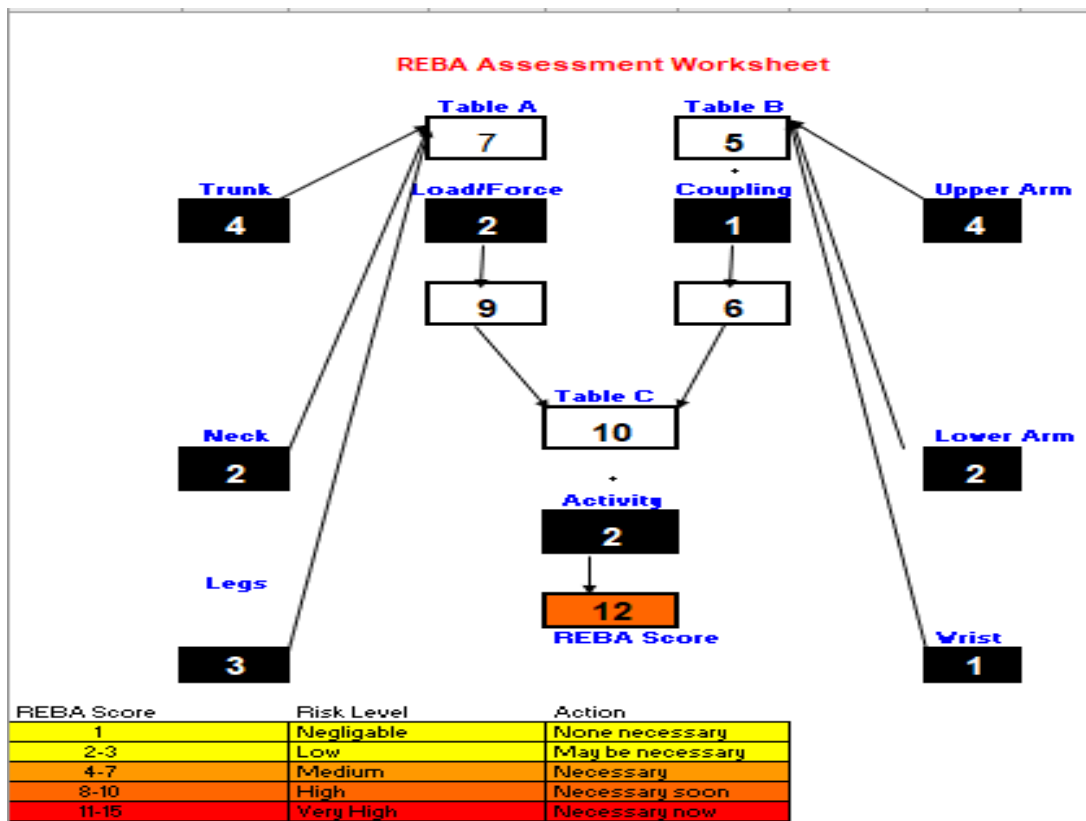 REBA Assessment Worksheet
Table A Table B
7 5
Trunk Load/Force Coupling Upper Arm
4 2 1 4
9 6
Table C
10
Neck Lower Arm
2 2
Activity
2
Legs
12
REBA Score Wrist
3 1
REBA Score Risk Level Action
1 Negligable None necessary
2-3 Low May be necessary
4-7 Medium Necessary
8-10 High Necessary soon
11-15 Very High Necessary now